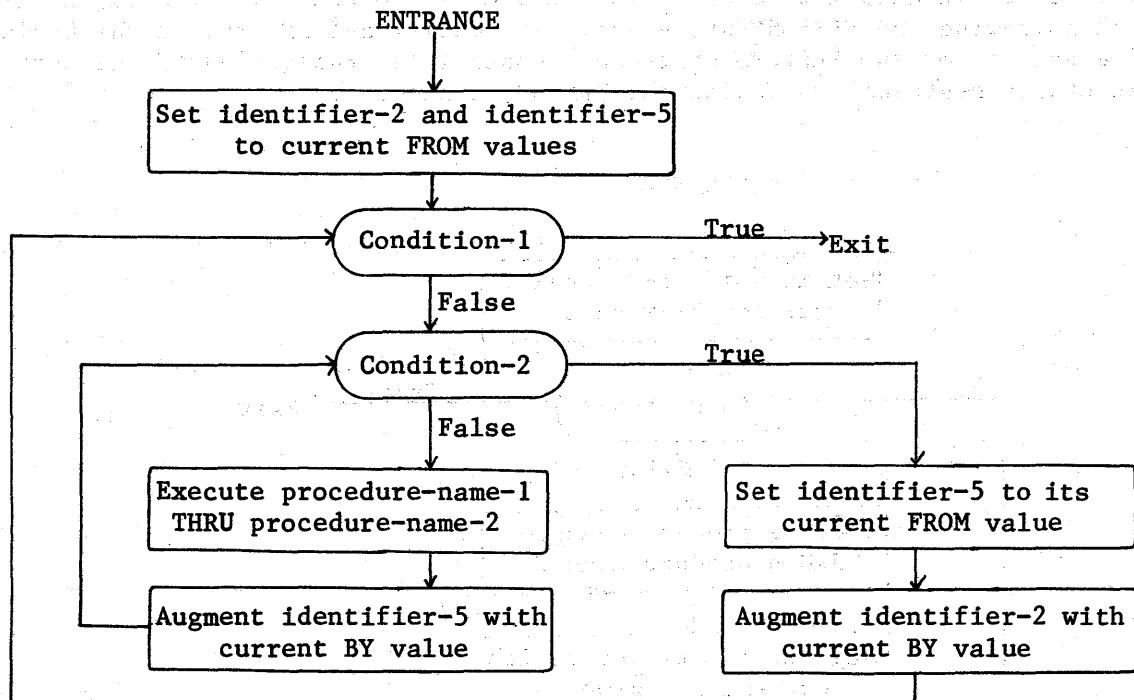 ENTRANCE
Set identifier-2 and identifier-5
to current FROM values
Condition-1
True
Exit
False
Condition-2
True
False
Execute procedure-name-1
THRU procedure-name-2
Set identifier-5 to its
current FROM value
Augment identifier-5 with
current BY value
Augment identifier-2 with
current BY value